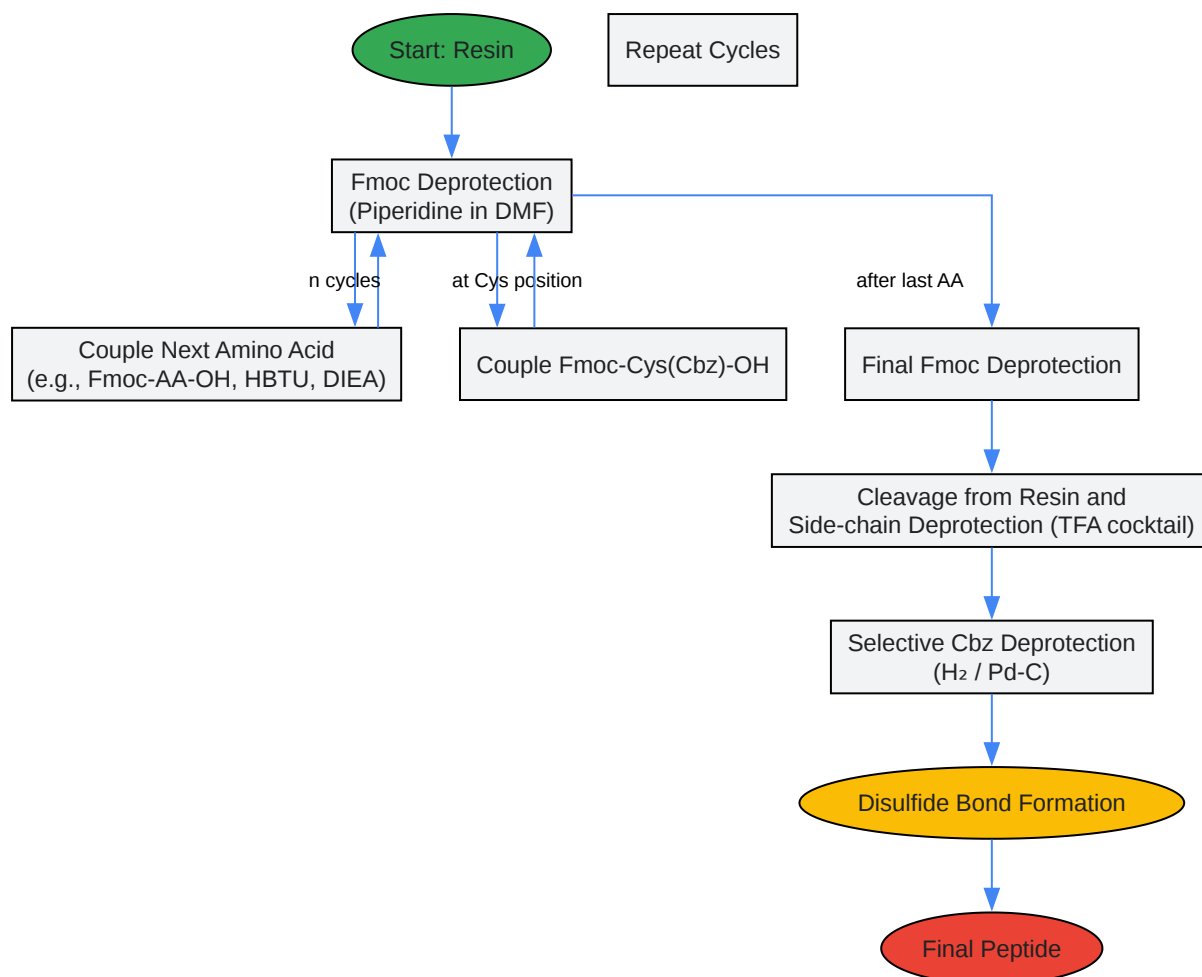 Start: Resin
Repeat Cycles
Fmoc Deprotection
(Piperidine in DMF)
n cycles
at Cys position
after last AA
Couple Next Amino Acid
(e.g., Fmoc-AA-OH, HBTU, DIEA)
Couple Fmoc-Cys(Cbz)-OH
Final Fmoc Deprotection
Cleavage from Resin and
Side-chain Deprotection (TFA cocktail)
Selective Cbz Deprotection
(H₂ / Pd-C)
Disulfide Bond Formation
Final Peptide